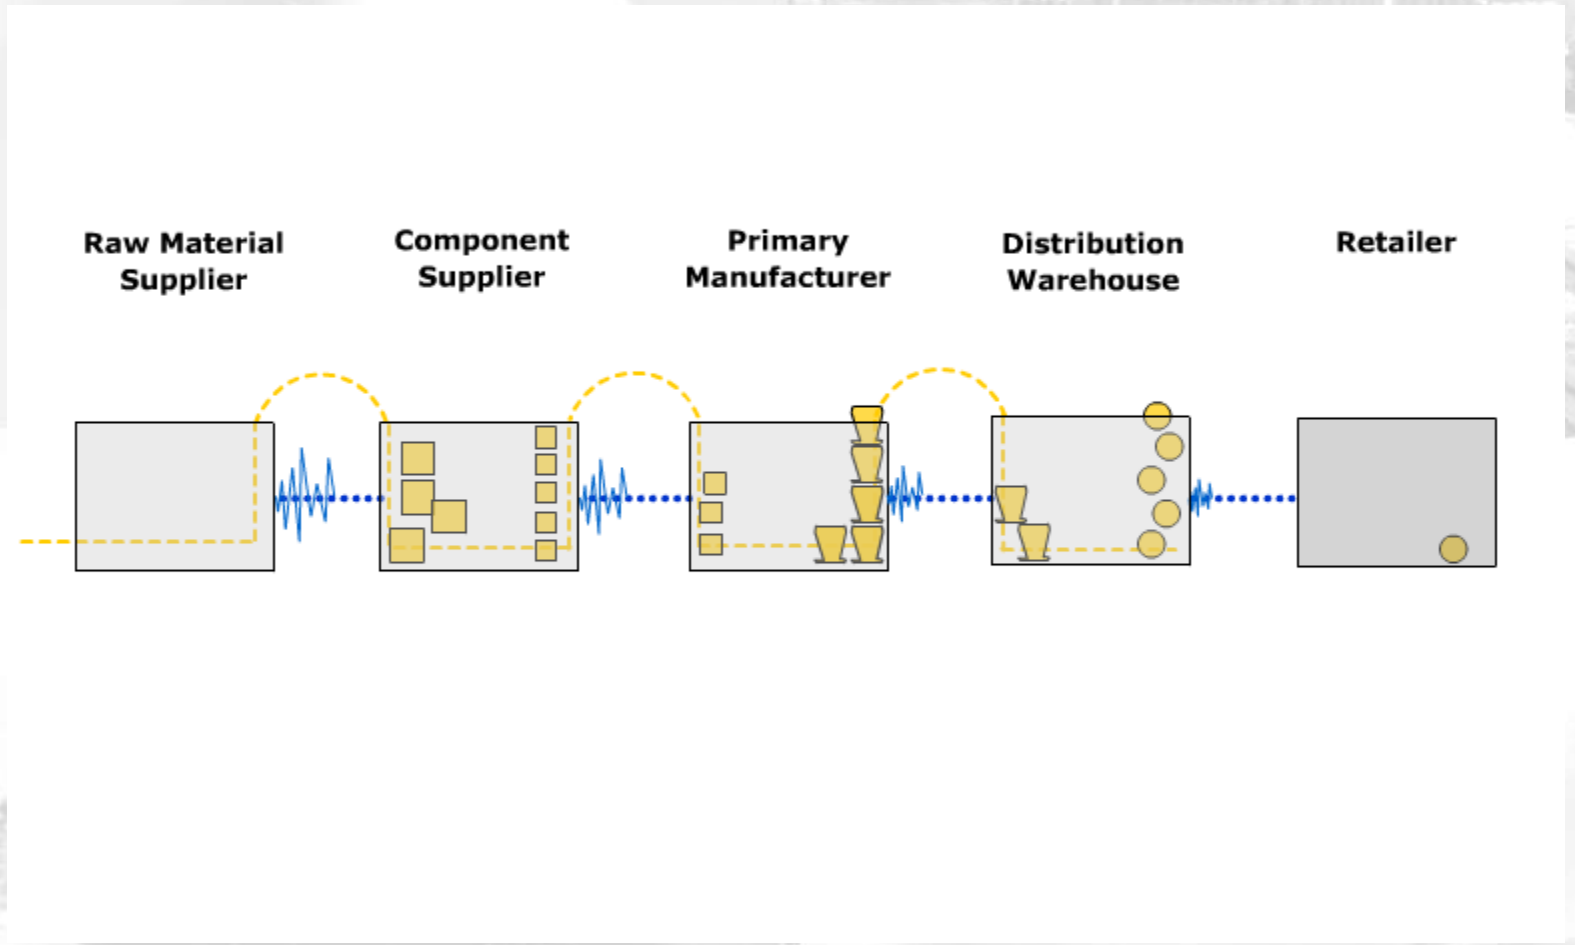 Raw Material
Supplier
Component
Supplier
Primary
Manufacturer
Distribution
Warehouse
Retailer